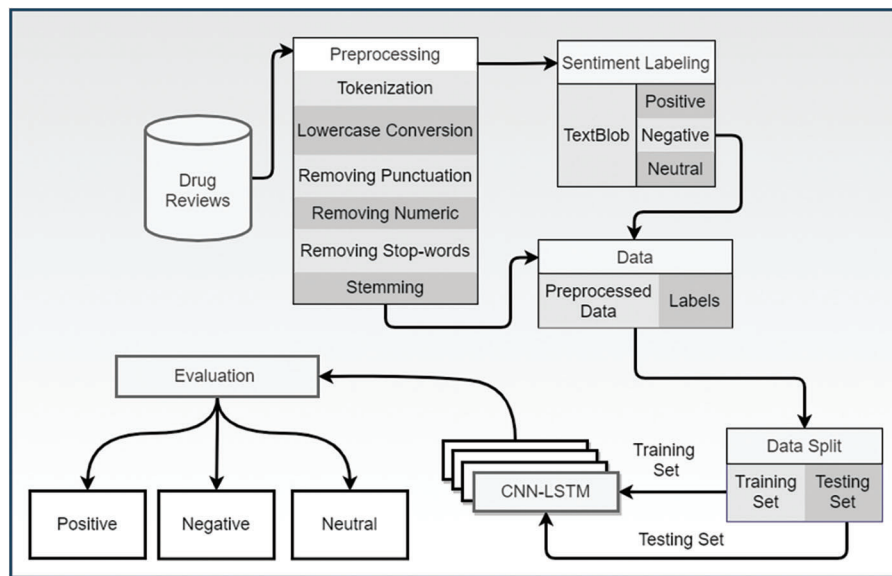 Preprocessing
Tokenization
Lowercase Conversion
Removing Punctuation
Removing Numeric
Removing Stop-words
Stemming
Drug
Reviews
Sentiment Labeling
TextBlob
Positive
Negative
Neutral
Data
Preprocessed
Data
Labels
Data Split
Training
Set
Testing
Set
Training
Set
Testing Set
CNN-LSTM
Evaluation
Positive
Negative
Neutral